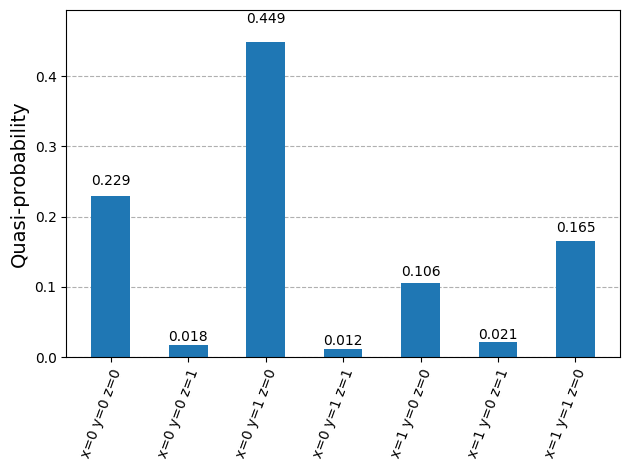 0.449
0.4
0.3
0.229
0.2
0.165
0.106
0.1
0.018
0.012
0.021
0.0
Quasi-probability
x=0 y=0 z=0
x=0 y=0 z=1
x=0 y=1 z=0
x=0 y=1 z=1
x=1 y=0 z=0
x=1 y=0 z=1
x=1 y=1 z=0